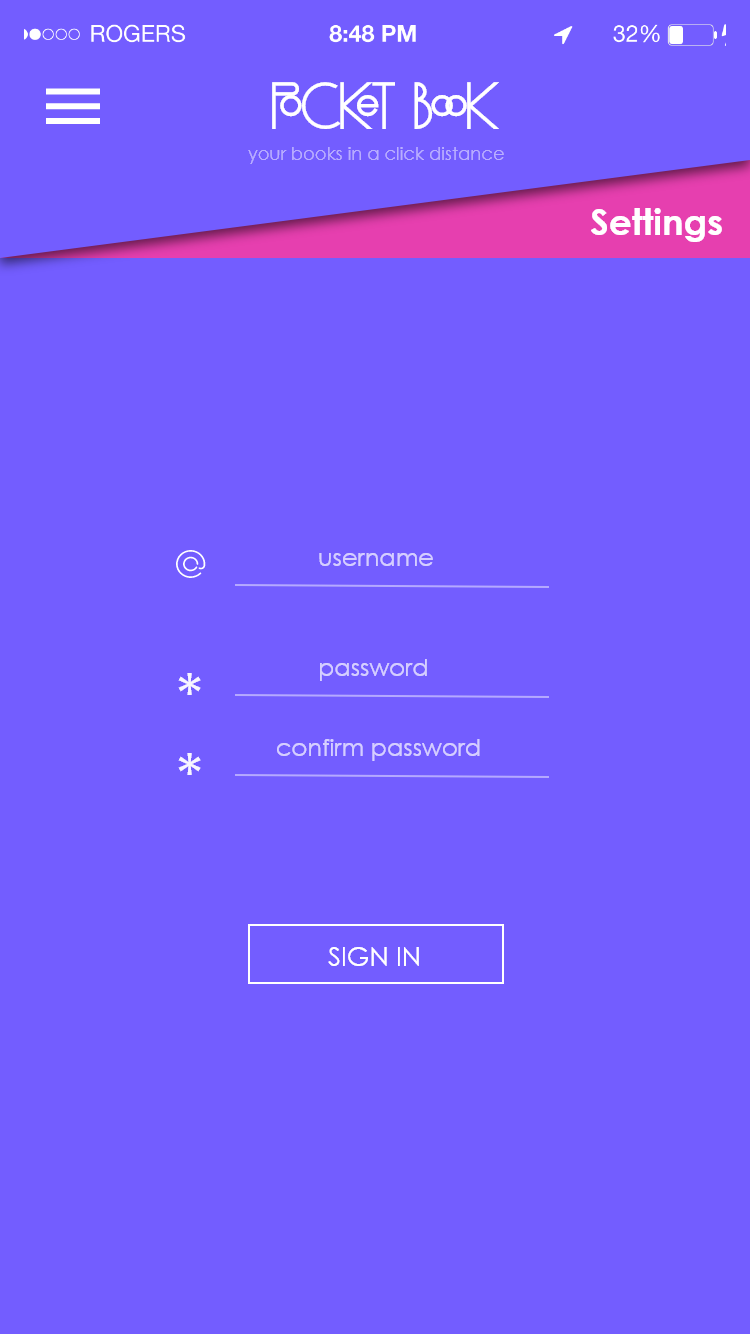 ROGERS 8:48 PM 32%
POCKET BOOK
your books in a click distance
Settings
@ username
* password
* confirm password
SIGN IN